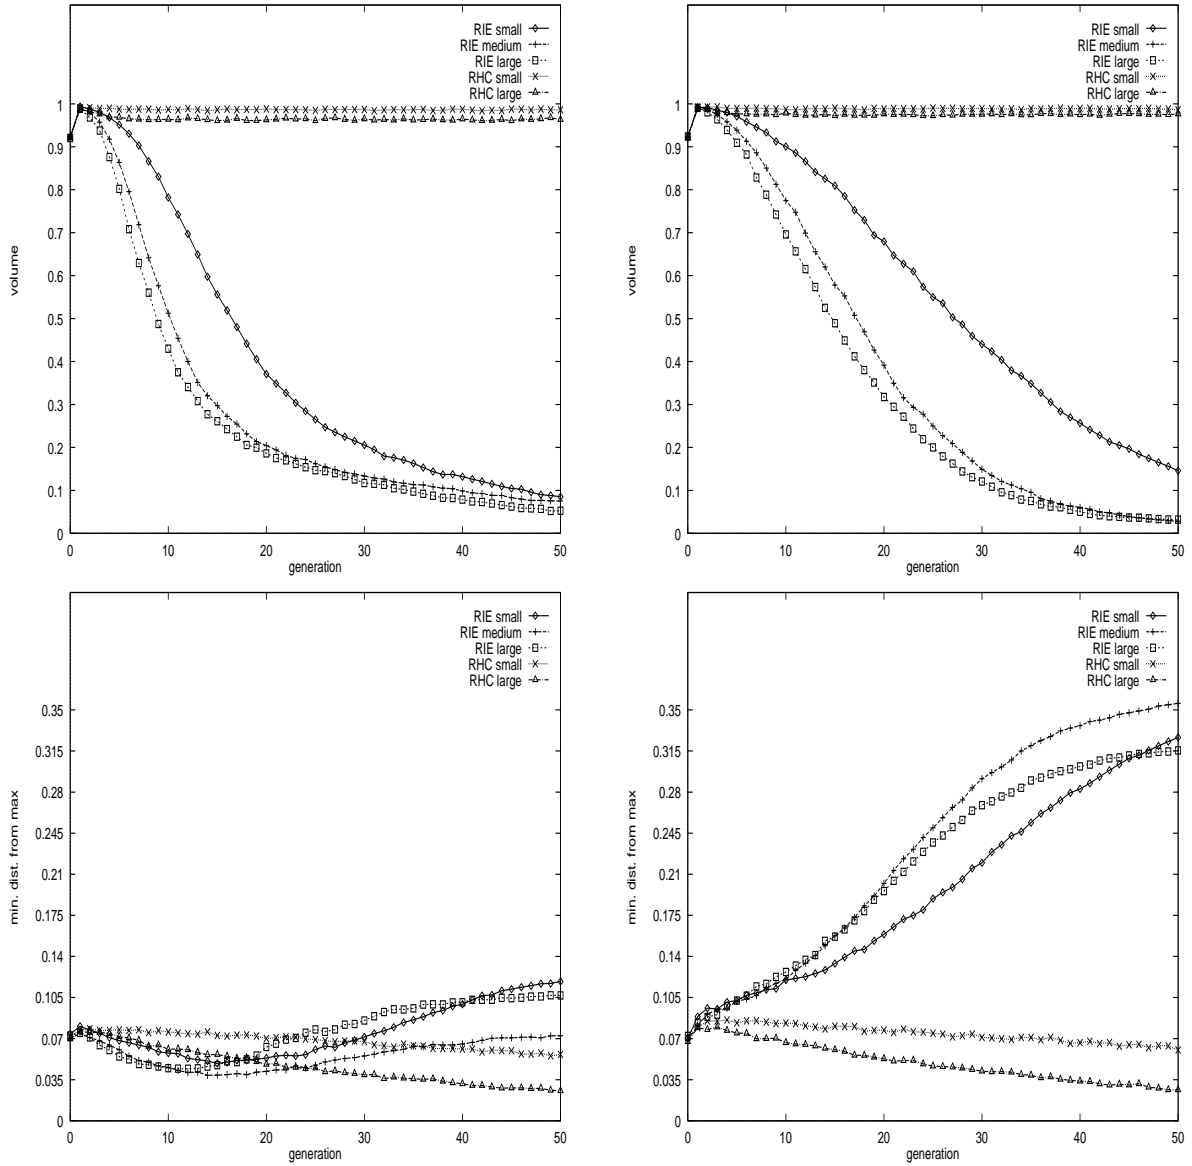 RIE small
RIE medium
RIE large
RHC small
RHC large
1
0.9
0.8
0.7
0.6
0.5
0.4
0.3
0.2
0.1
0
volume
0 10 20 30 40 50
generation
RIE small
RIE medium
RIE large
RHC small
RHC large
1
0.9
0.8
0.7
0.6
0.5
0.4
0.3
0.2
0.1
0
volume
0 10 20 30 40 50
generation
RIE small
RIE medium
RIE large
RHC small
RHC large
0.35
0.315
0.28
0.245
0.21
0.175
0.14
0.105
0.07
0.035
0
min. dist. from max
0 10 20 30 40 50
generation
RIE small
RIE medium
RIE large
RHC small
RHC large
0.35
0.315
0.28
0.245
0.21
0.175
0.14
0.105
0.07
0.035
0
min. dist. from max
0 10 20 30 40 50
generation